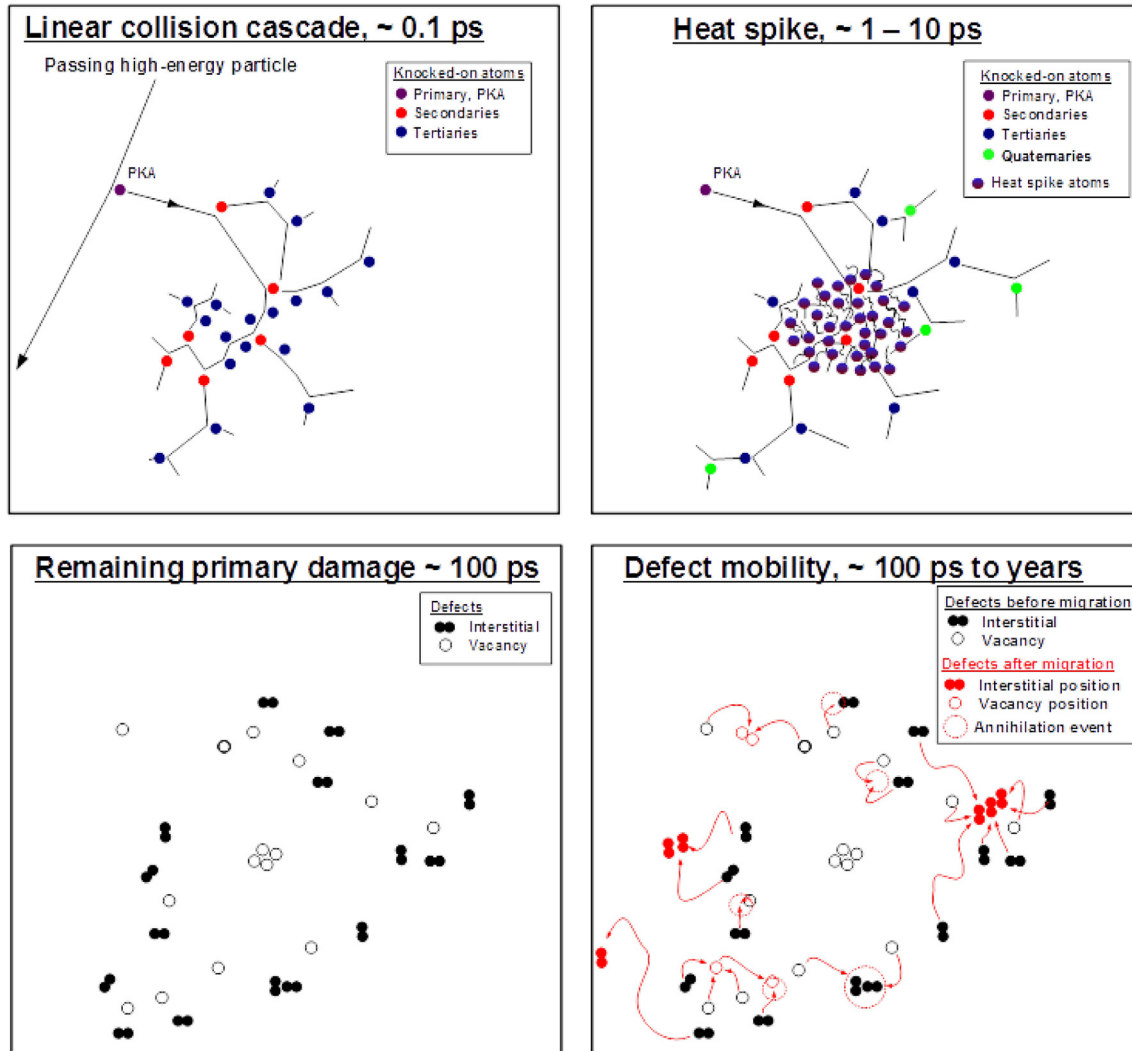 Linear collision cascade, ~ 0.1 ps
Passing high-energy particle
Knocked-on atoms
Primary, PKA
Secondaries
Tertiaries
PKA
Heat spike, ~ 1 – 10 ps
Knocked-on atoms
Primary, PKA
Secondaries
Tertiaries
Quaternaries
Heat spike atoms
PKA
Remaining primary damage ~ 100 ps
Defects
Interstitial
Vacancy
Defect mobility, ~ 100 ps to years
Defects before migration
Interstitial
Vacancy
Defects after migration
Interstitial position
Vacancy position
Annihilation event